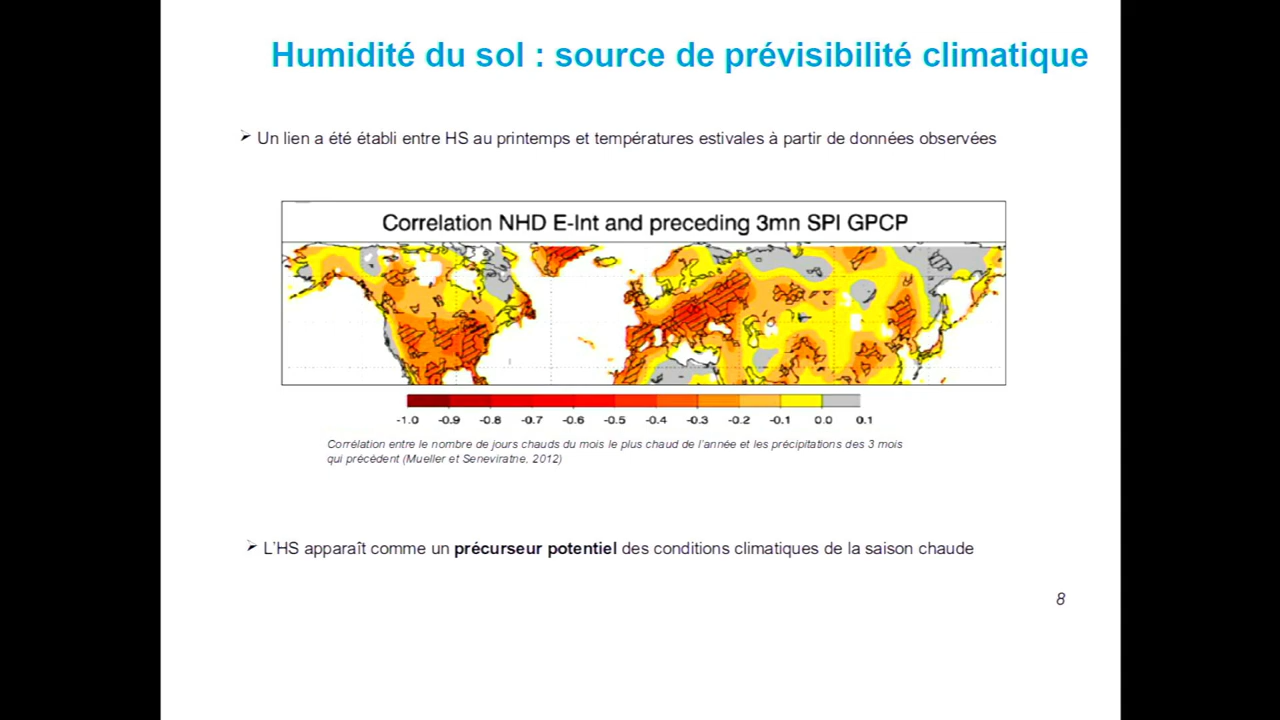 Humidité du sol : source de prévisibilité climatique
➢ Un lien a été établi entre HS au printemps et températures estivales à partir de données observées
Correlation NHD E-Int and preceding 3mn SPI GPCP
-1.0 -0.9 -0.8 -0.7 -0.6 -0.5 -0.4 -0.3 -0.2 -0.1 0.0 0.1
Corrélation entre le nombre de jours chauds du mois le plus chaud de l'année et les précipitations des 3 mois
qui précèdent (Mueller et Seneviratne, 2012)
➢ L'HS apparaît comme un précurseur potentiel des conditions climatiques de la saison chaude
8